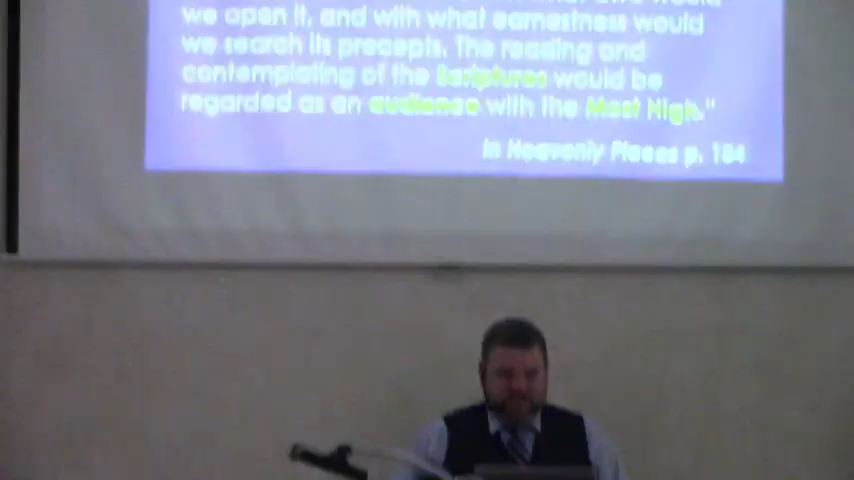 we open it, and with what earnestness would
we search its precepts. The reading and
contemplating of the Scriptures would be
regarded as an audience with the Most High."
In Heavenly Places p. 134